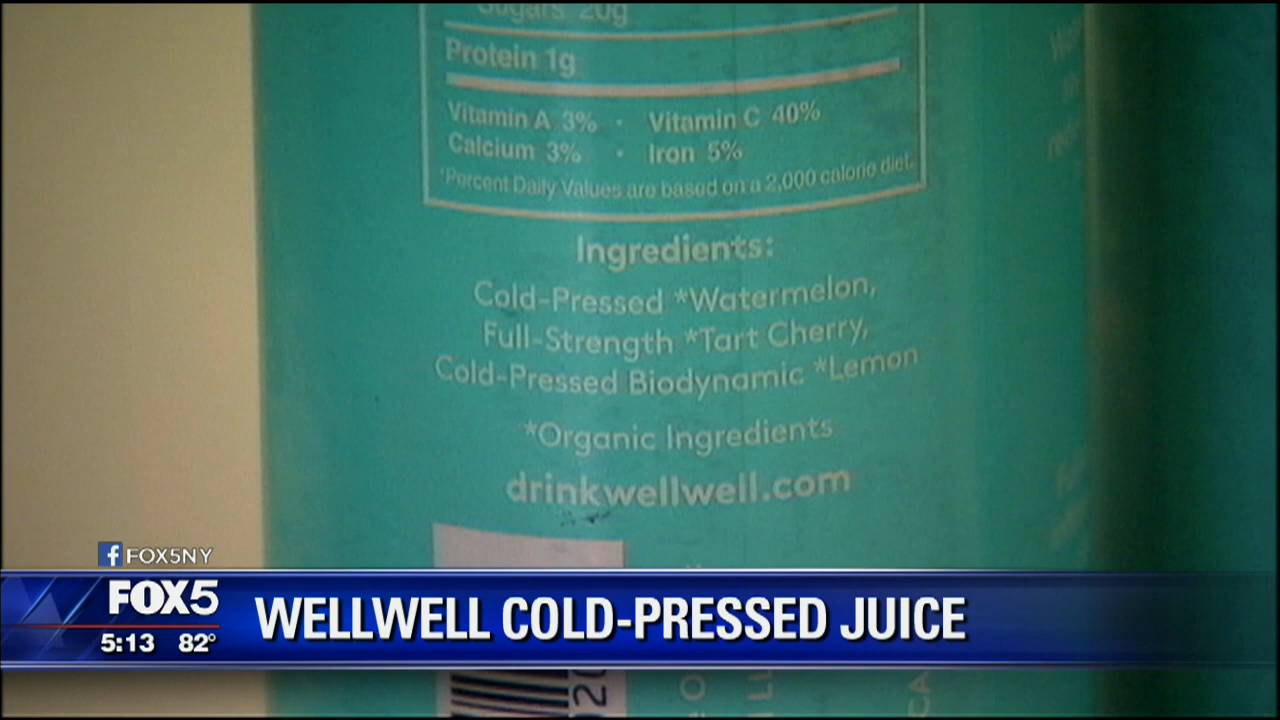 Sugars 20g
Protein 1g
Vitamin A 3% · Vitamin C 40%
Calcium 3% · Iron 5%
*Percent Daily Values are based on a 2,000 calorie diet.
Ingredients:
Cold-Pressed *Watermelon,
Full-Strength *Tart Cherry,
Cold-Pressed Biodynamic *Lemon
*Organic Ingredients
drinkwellwell.com
f FOX5NY
FOX5
5:13 82°
WELLWELL COLD-PRESSED JUICE